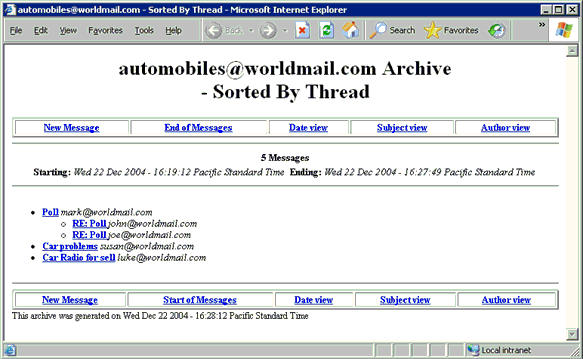 automobiles@worldmail.com - Sorted By Thread - Microsoft Internet Explorer
File Edit View Favorites Tools Help Back Search Favorites »
automobiles@worldmail.com Archive
- Sorted By Thread
New Message End of Messages Date view Subject view Author view
5 Messages
Starting: Wed 22 Dec 2004 - 16:19:12 Pacific Standard Time Ending: Wed 22 Dec 2004 - 16:27:49 Pacific Standard Time
Poll mark@worldmail.com
RE: Poll john@worldmail.com
RE: Poll joe@worldmail.com
Car problems susan@worldmail.com
Car Radio for sell luke@worldmail.com
New Message Start of Messages Date view Subject view Author view
This archive was generated on Wed Dec 22 2004 - 16:28:12 Pacific Standard Time
Local intranet